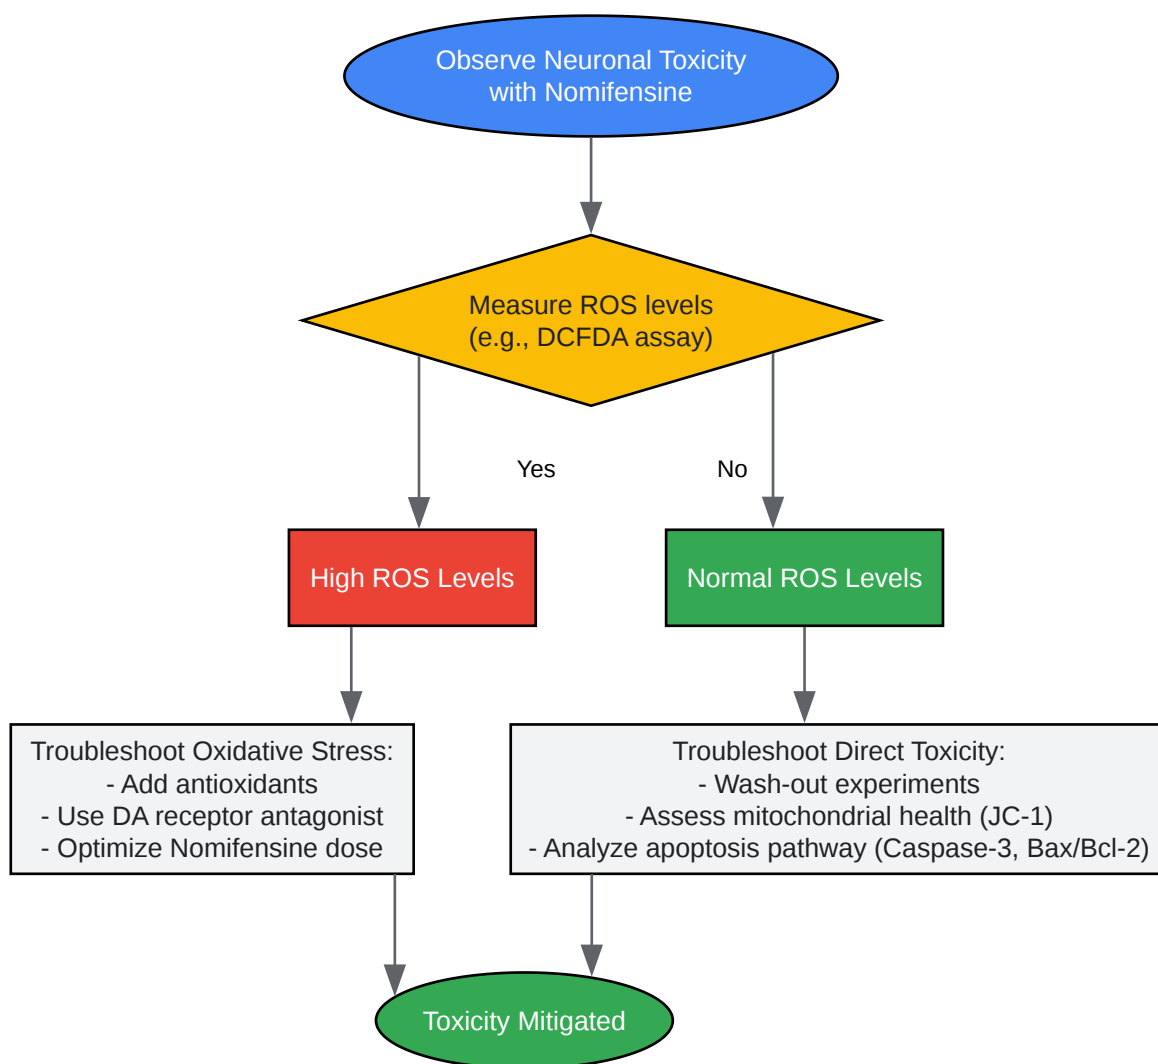 Observe Neuronal Toxicity
with Nomifensine
Measure ROS levels
(e.g., DCFDA assay)
Yes
No
High ROS Levels
Normal ROS Levels
Troubleshoot Oxidative Stress:
- Add antioxidants
- Use DA receptor antagonist
- Optimize Nomifensine dose
Troubleshoot Direct Toxicity:
- Wash-out experiments
- Assess mitochondrial health (JC-1)
- Analyze apoptosis pathway (Caspase-3, Bax/Bcl-2)
Toxicity Mitigated